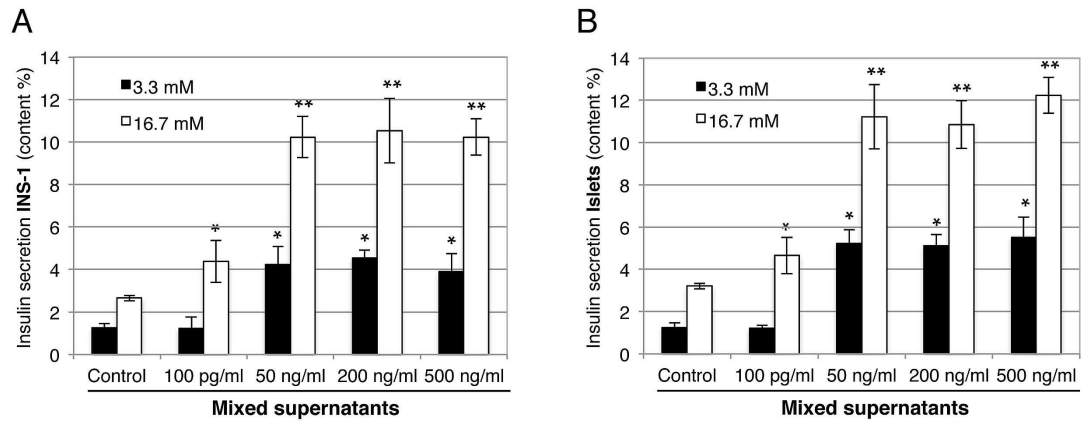 A
Insulin secretion INS-1 (content %)
14
12
10
8
6
4
2
0
3.3 mM
16.7 mM
*
*
**
*
**
*
**
Control 100 pg/ml 50 ng/ml 200 ng/ml 500 ng/ml
Mixed supernatants
B
Insulin secretion Islets (content %)
14
12
10
8
6
4
2
0
3.3 mM
16.7 mM
*
*
**
*
**
*
**
Control 100 pg/ml 50 ng/ml 200 ng/ml 500 ng/ml
Mixed supernatants